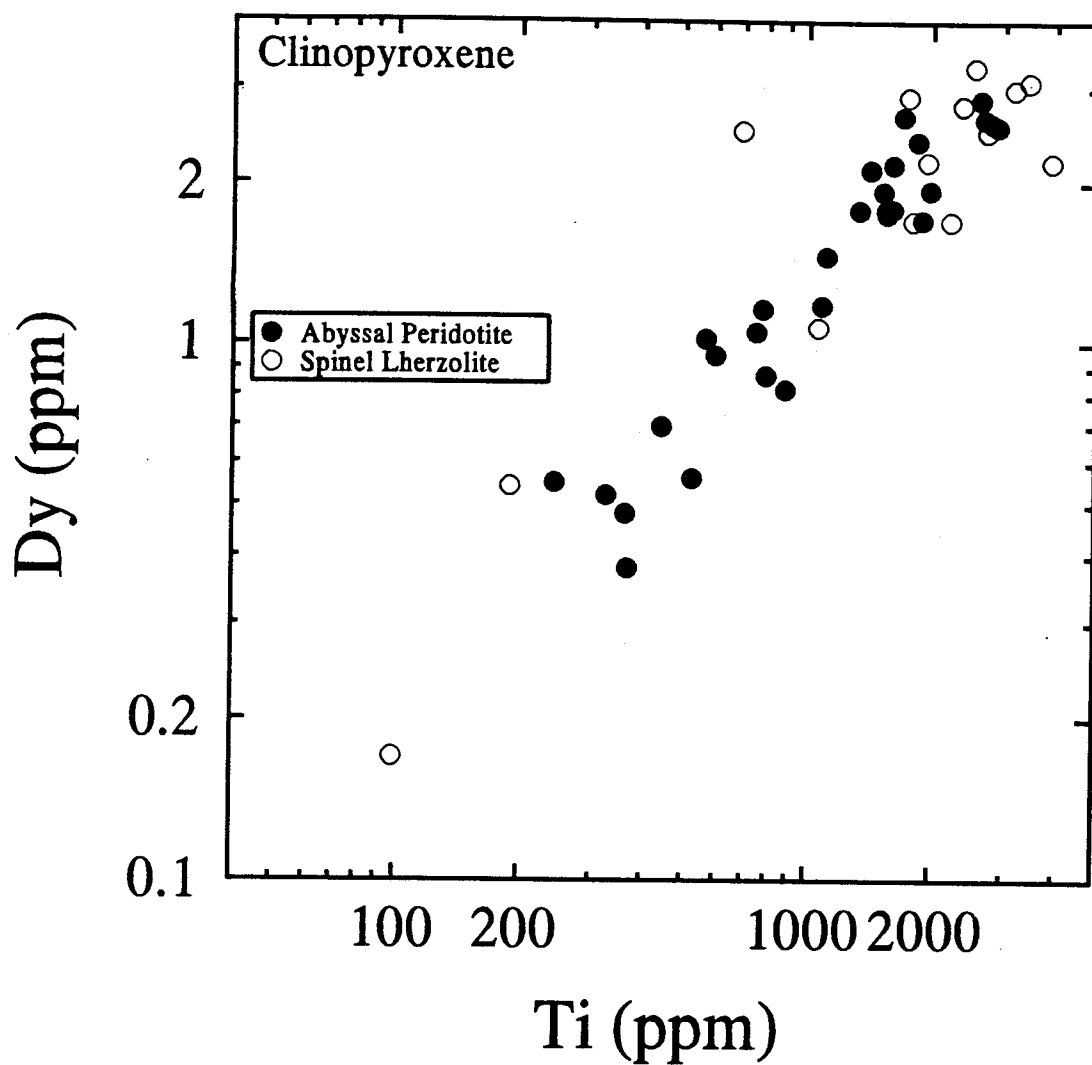 Clinopyroxene
2
Abyssal Peridotite
Spinel Lherzolite
1
Dy (ppm)
0.2
0.1
100 200 1000 2000
Ti (ppm)